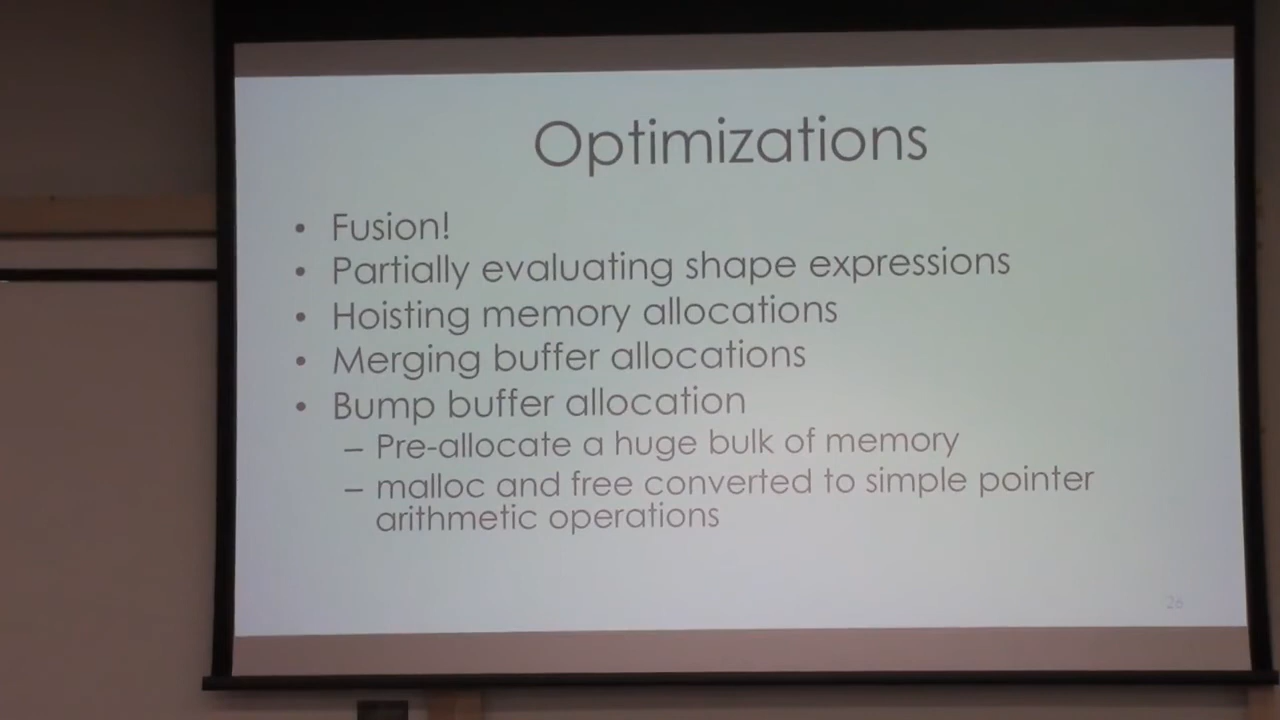 Optimizations
• Fusion!
• Partially evaluating shape expressions
• Hoisting memory allocations
• Merging buffer allocations
• Bump buffer allocation
– Pre-allocate a huge bulk of memory
– malloc and free converted to simple pointer
arithmetic operations
26